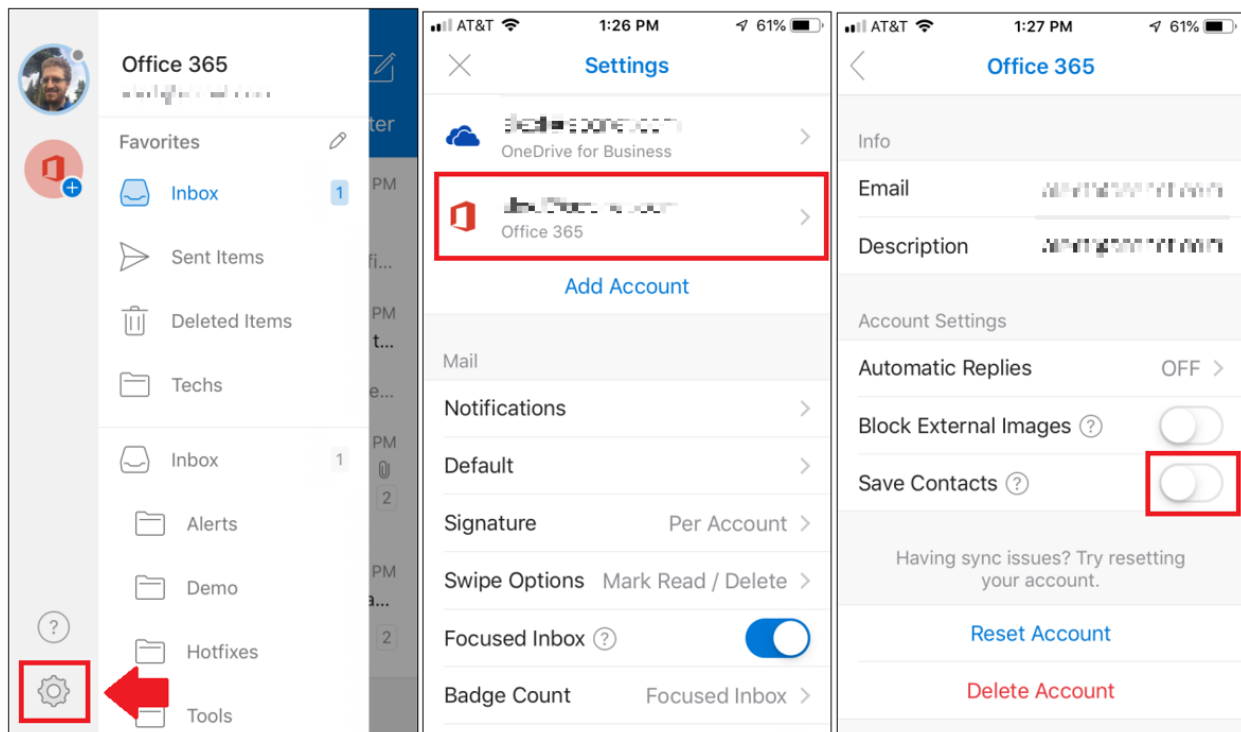 Office 365
Favorites
Inbox
1
Sent Items
Deleted Items
Techs
Inbox
1
Alerts
Demo
Hotfixes
Tools
?
ter
PM
fi...
PM
t...
e...
PM
2
PM
a...
2
AT&T 1:26 PM 61%
Settings
OneDrive for Business
Office 365
Add Account
Mail
Notifications
Default
Signature Per Account
Swipe Options Mark Read / Delete
Focused Inbox ?
Badge Count Focused Inbox
AT&T 1:27 PM 61%
Office 365
Info
Email
Description
Account Settings
Automatic Replies OFF
Block External Images ?
Save Contacts ?
Having sync issues? Try resetting
your account.
Reset Account
Delete Account